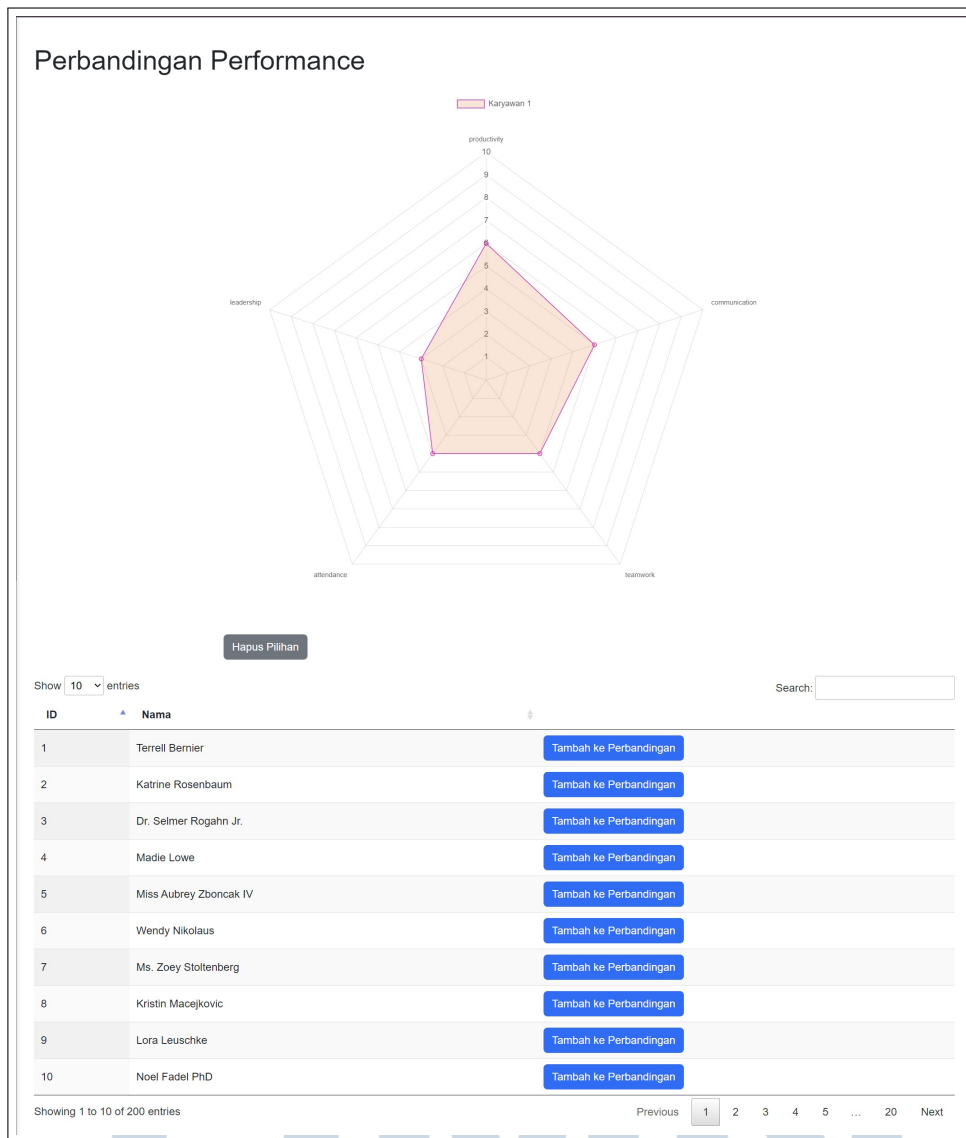 Perbandingan Performance
Karyawan 1
productivity
10
9
8
7
6
5
4
3
2
1
leadership
communication
attendance
teamwork
Hapus Pilihan
Show 10 entries
Search:
ID Nama
1 Terrell Bernier Tambah ke Perbandingan
2 Katrine Rosenbaum Tambah ke Perbandingan
3 Dr. Selmer Rogahn Jr. Tambah ke Perbandingan
4 Madie Lowe Tambah ke Perbandingan
5 Miss Aubrey Zboncak IV Tambah ke Perbandingan
6 Wendy Nikolaus Tambah ke Perbandingan
7 Ms. Zoey Stoltenberg Tambah ke Perbandingan
8 Kristin Macejkovic Tambah ke Perbandingan
9 Lora Leuschke Tambah ke Perbandingan
10 Noel Fadel PhD Tambah ke Perbandingan
Showing 1 to 10 of 200 entries Previous 1 2 3 4 5 … 20 Next